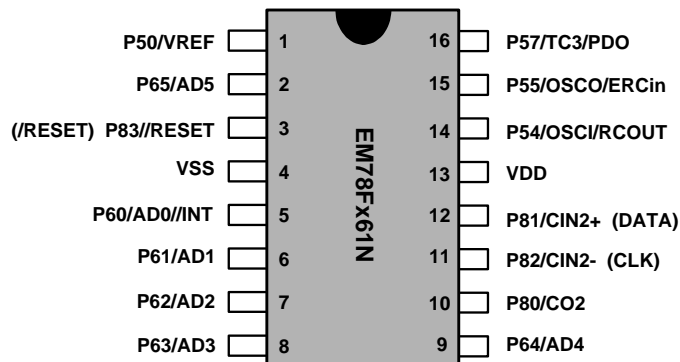 P50/VREF 1 16 P57/TC3/PDO
P65/AD5 2 15 P55/OSCO/ERCin
(/RESET) P83//RESET 3 14 P54/OSCI/RCOUT
VSS 4 13 VDD
P60/AD0//INT 5 12 P81/CIN2+ (DATA)
P61/AD1 6 11 P82/CIN2- (CLK)
P62/AD2 7 10 P80/CO2
P63/AD3 8 9 P64/AD4
EM78Fx61N